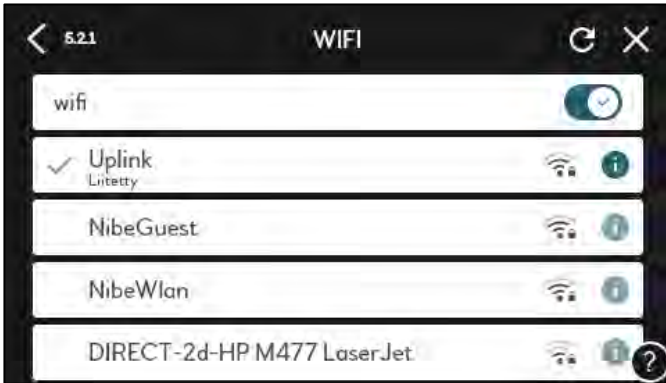 5.2.1 WIFI
wifi
Uplink
Liitetty
NibeGuest
NibeWlan
DIRECT-2d-HP M477 LaserJet
?